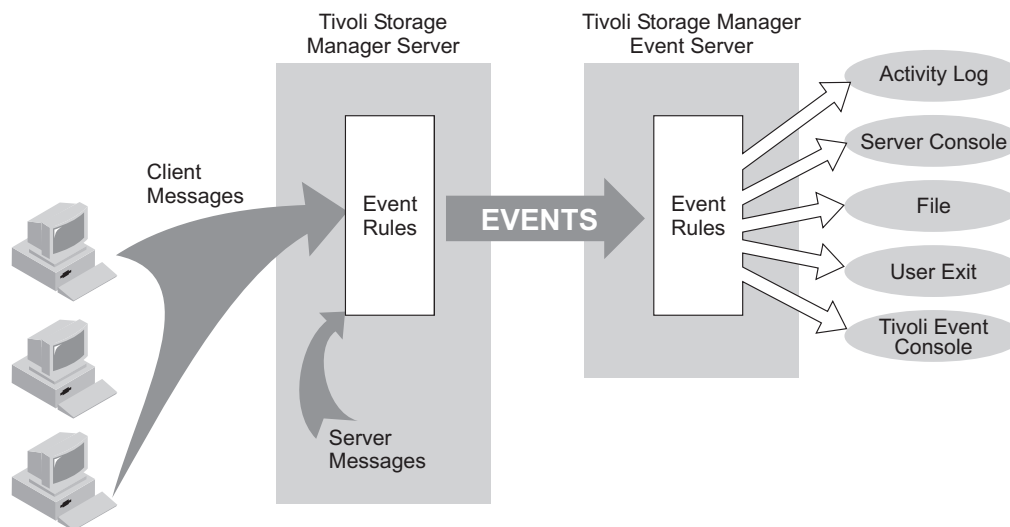 Tivoli Storage
Manager Server
Tivoli Storage Manager
Event Server
Client
Messages
Event
Rules
Server
Messages
EVENTS
Event
Rules
Activity Log
Server Console
File
User Exit
Tivoli Event
Console